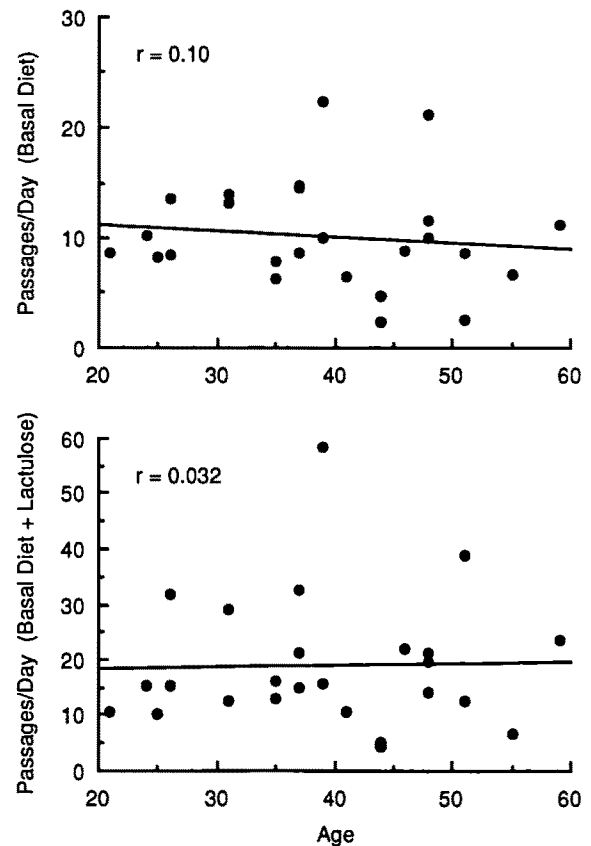 Passages/Day (Basal Diet)
30
20
10
0
r = 0.10
20 30 40 50 60
Passages/Day (Basal Diet + Lactulose)
60
50
40
30
20
10
0
r = 0.032
20 30 40 50 60
Age